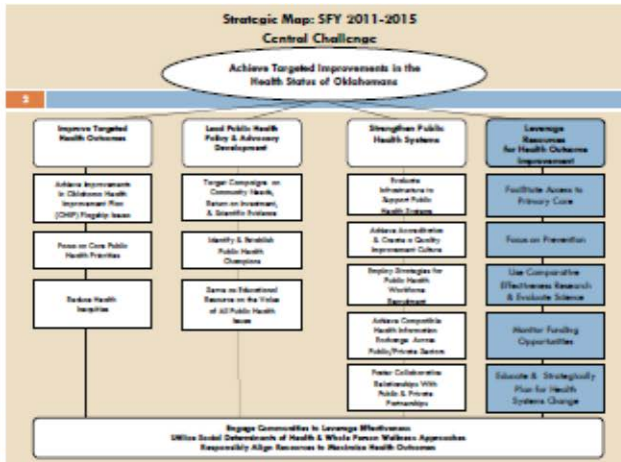 Strategic Map: SFY 2011-2015
Central Challenge
Achieve Targeted Improvements in the
Health Status of Oklahomans
2
Improve Targeted
Health Outcomes
Achieve Improvements
in Oklahoma Health
Improvement Plan
(OHIP) Flagship Issues
Focus on Core Public
Health Priorities
Reduce Health
Inequities
Lead Public Health
Policy & Advocacy
Development
Target Campaigns on
Community Needs,
Return on Investment,
& Scientific Evidence
Identify & Establish
Public Health
Champions
Serve as Educational
Resource on the Value
of All Public Health
Issues
Strengthen Public
Health Systems
Evaluate
Infrastructure to
Support Public
Health Systems
Achieve Accreditation
& Create a Quality
Improvement Culture
Employ Strategies for
Public Health
Workforce
Recruitment
Achieve Compatible
Health Information
Exchange Across
Public/Private Sectors
Foster Collaborative
Relationships With
Public & Private
Partnerships
Leverage
Resources
for Health Outcome
Improvement
Facilitate Access to
Primary Care
Focus on Prevention
Use Comparative
Effectiveness Research
& Evaluate Science
Monitor Funding
Opportunities
Educate & Strategically
Plan for Health
Systems Change
Engage Communities to Leverage Effectiveness
Utilize Social Determinants of Health & Whole Person Wellness Approaches
Responsibly Align Resources to Maximize Health Outcomes